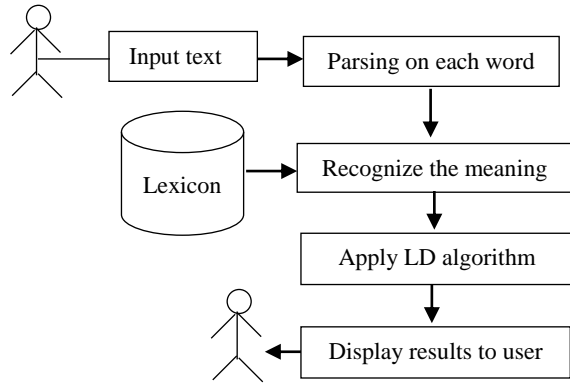 Input text
Parsing on each word
Lexicon
Recognize the meaning
Apply LD algorithm
Display results to user